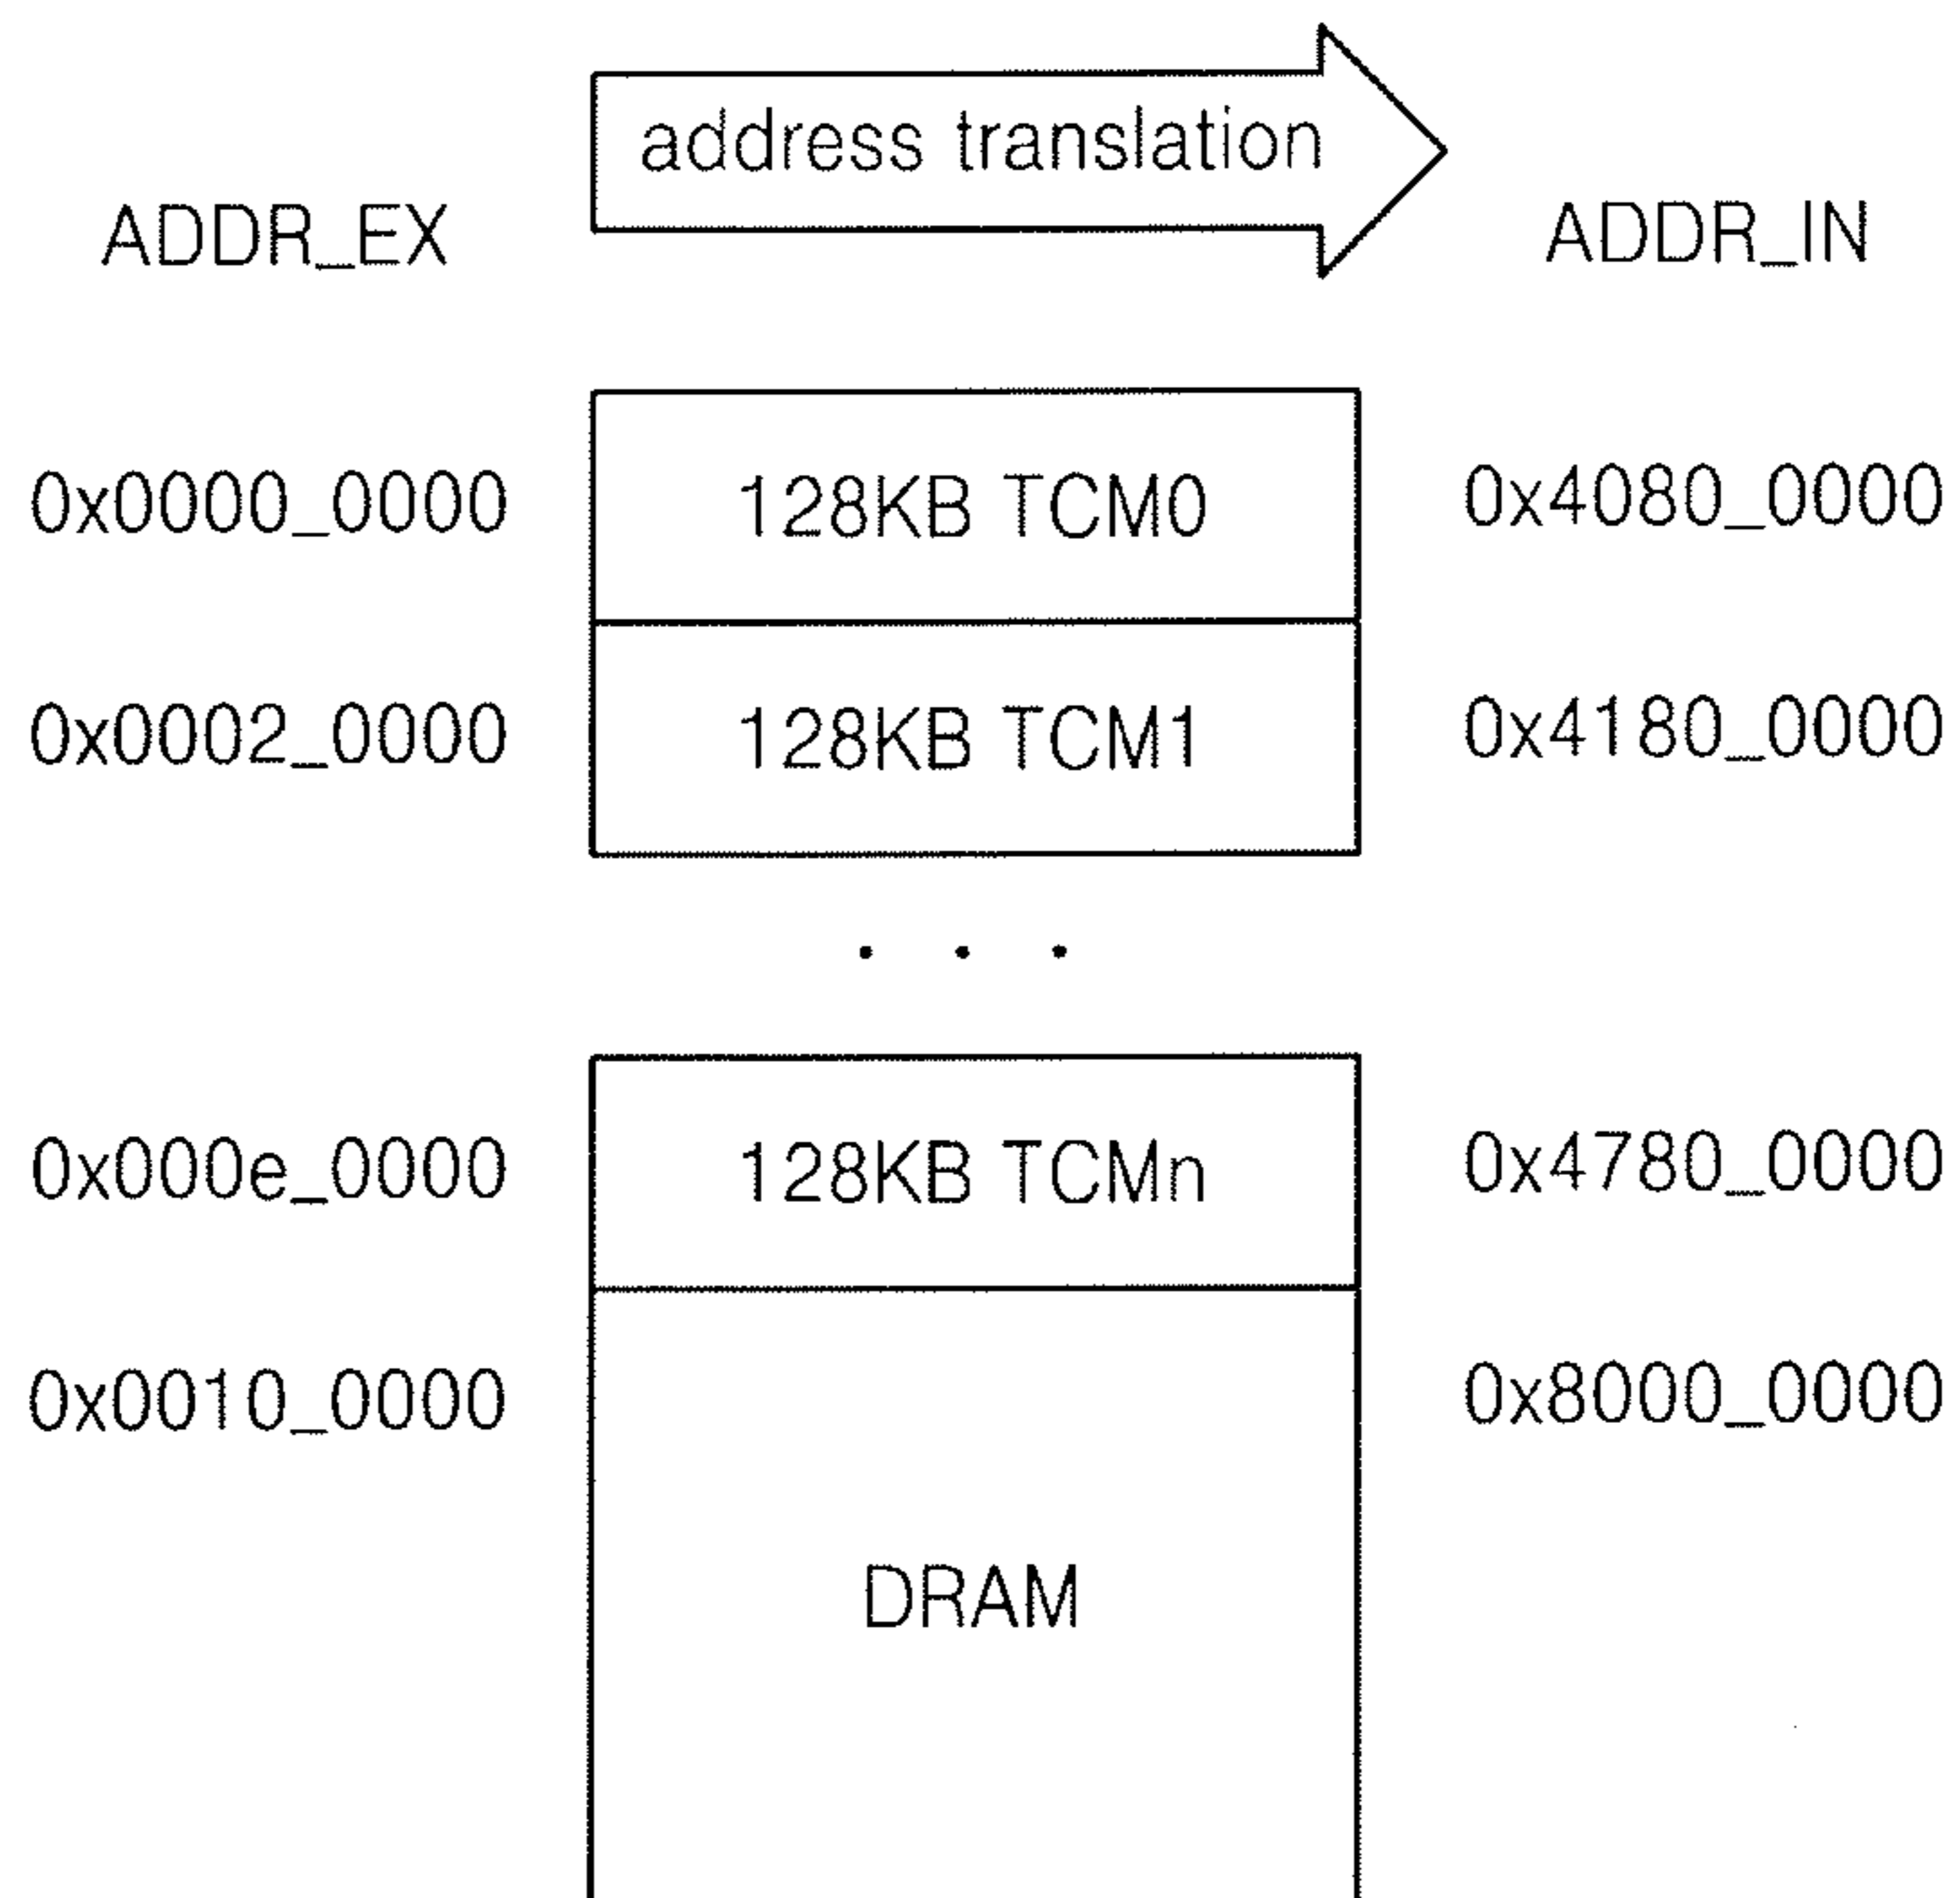 address translation
ADDR_EX
ADDR_IN
0x0000_0000 128KB TCM0 0x4080_0000
0x0002_0000 128KB TCM1 0x4180_0000
. . .
0x000e_0000 128KB TCMn 0x4780_0000
0x0010_0000 0x8000_0000
DRAM